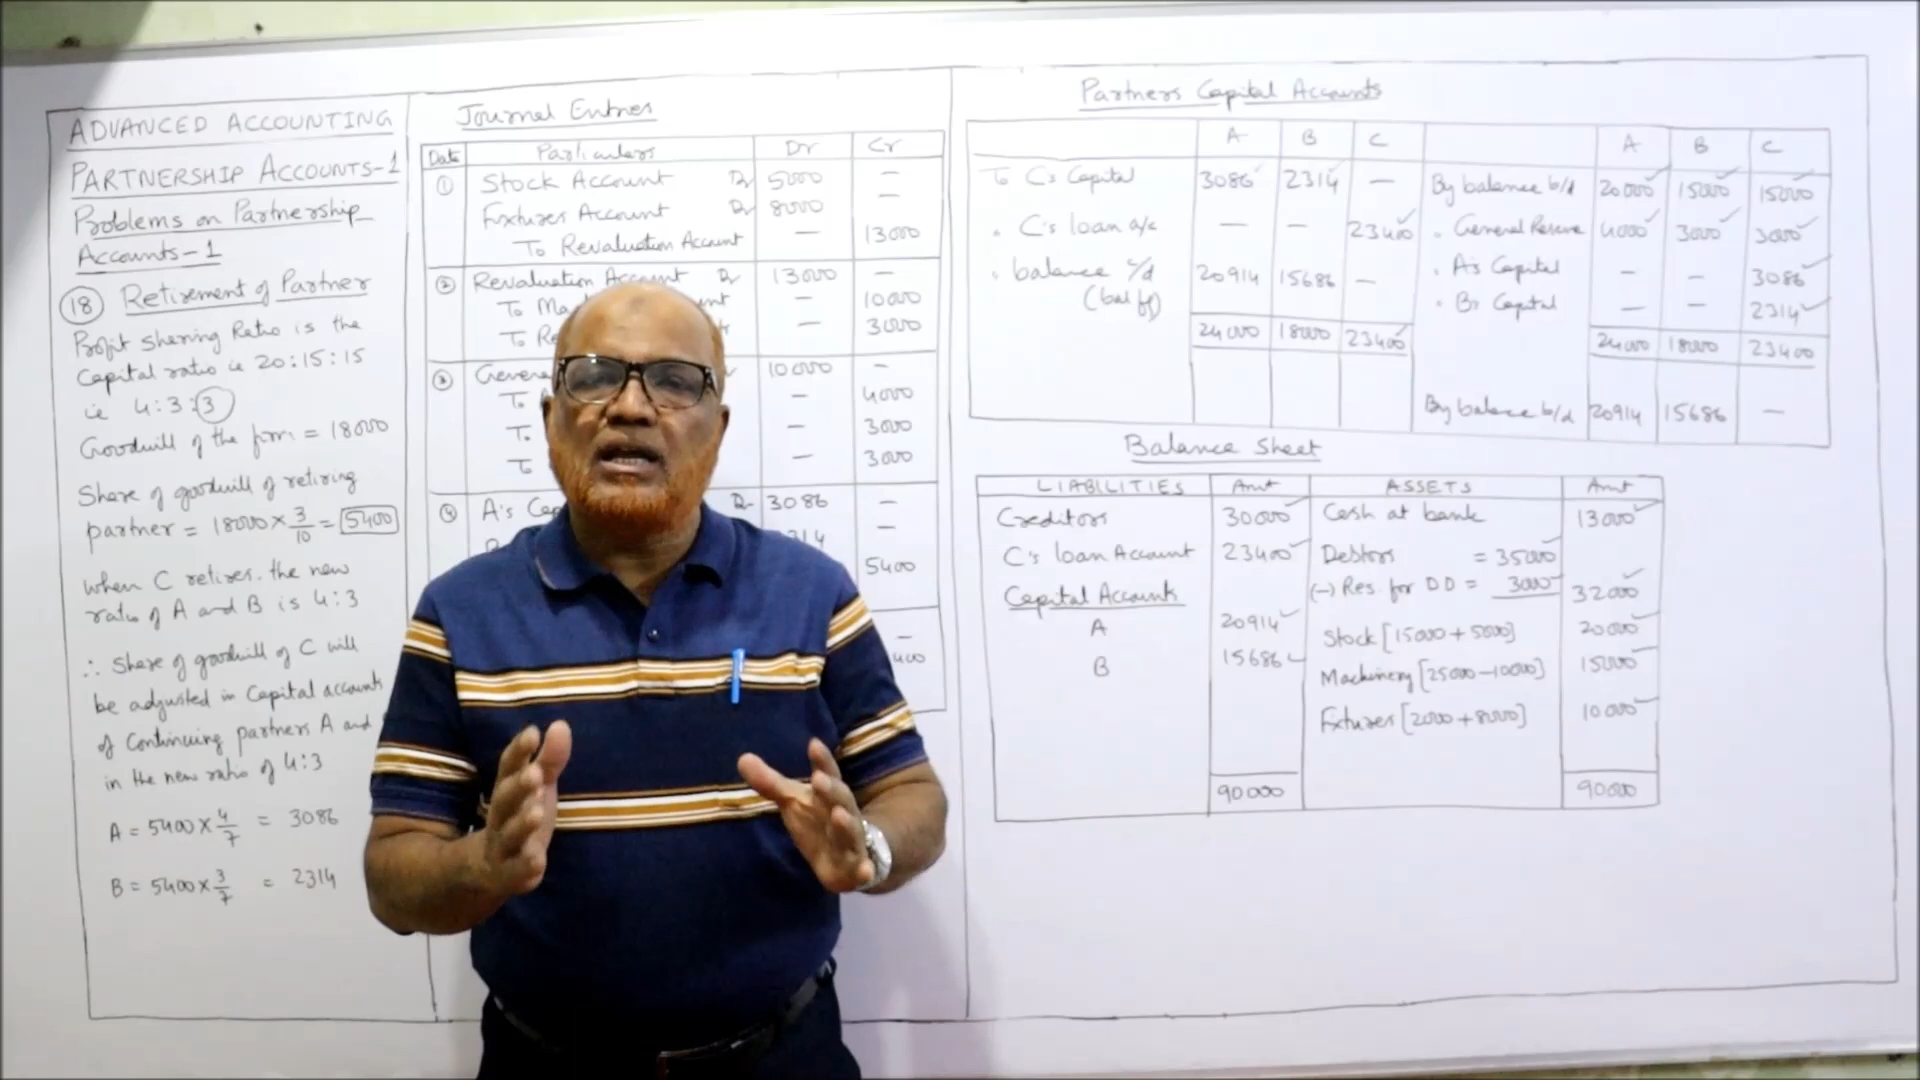 ADVANCED ACCOUNTING
PARTNERSHIP ACCOUNTS-1
Problems on Partnership
Accounts-1
18 Retirement of Partner
Profit sharing Ratio is the
Capital ratio ie 20:15:15
ie 4:3:3
Goodwill of the firm = 18000
Share of goodwill of retiring
partner = 18000 × 3/10 = 5400
when C retires. the new
ratio of A and B is 4:3
∴ Share of goodwill of C will
be adjusted in Capital accounts
of Continuing partners A and
in the new ratio of 4:3
A = 5400 × 4/7 = 3086
B = 5400 × 3/7 = 2314
Journal Entries
Date Particulars Dr Cr
1 Stock Account Dr 5000 —
Fixtures Account Dr 8000 —
To Revaluation Account — 13000
2 Revaluation Account Dr 13000 —
To — 10000
To — 3000
3 10000 —
To — 4000
To — 3000
To — 3000
4 A's Dr 3086 —
—
5400
—
Partners Capital Accounts
A B C A B C
To C's Capital 3086 2314 — By balance b/d 20000 15000 15000
" C's loan a/c — — 23400 " General Reserve 4000 3000 3000
" balance c/d 20914 15686 — " A's Capital — — 3086
(bal fig) " B's Capital — — 2314
24000 18000 23400 24000 18000 23400
By balance b/d 20914 15686 —
Balance Sheet
LIABILITIES Amt ASSETS Amt
Creditors 30000 Cash at bank 13000
C's loan Account 23400 Debtors = 35000
Capital Accounts (-) Res. for DD = 3000 32000
A 20914 Stock [15000 + 5000] 20000
B 15686 Machinery [25000 - 10000] 15000
Fixtures [2000 + 8000] 10000
90000 90000